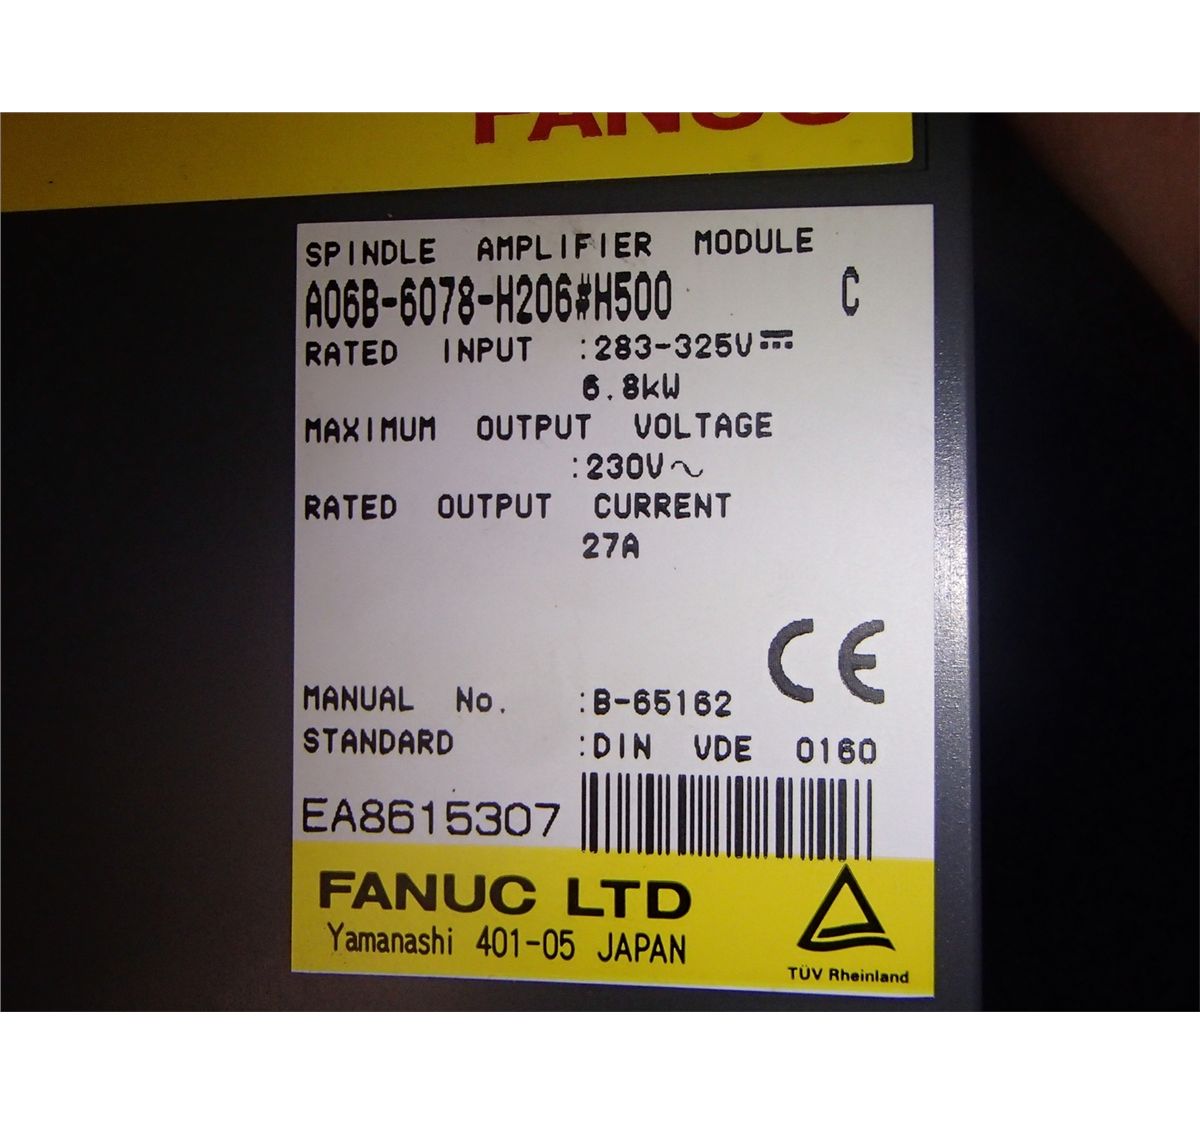 FANUC
SPINDLE AMPLIFIER MODULE
A06B-6078-H206#H500 C
RATED INPUT :283-325V⎓
6.8kW
MAXIMUM OUTPUT VOLTAGE
:230V~
RATED OUTPUT CURRENT
27A
CE
MANUAL No. :B-65162
STANDARD :DIN VDE 0160
EA8615307
FANUC LTD
Yamanashi 401-05 JAPAN
TÜV Rheinland